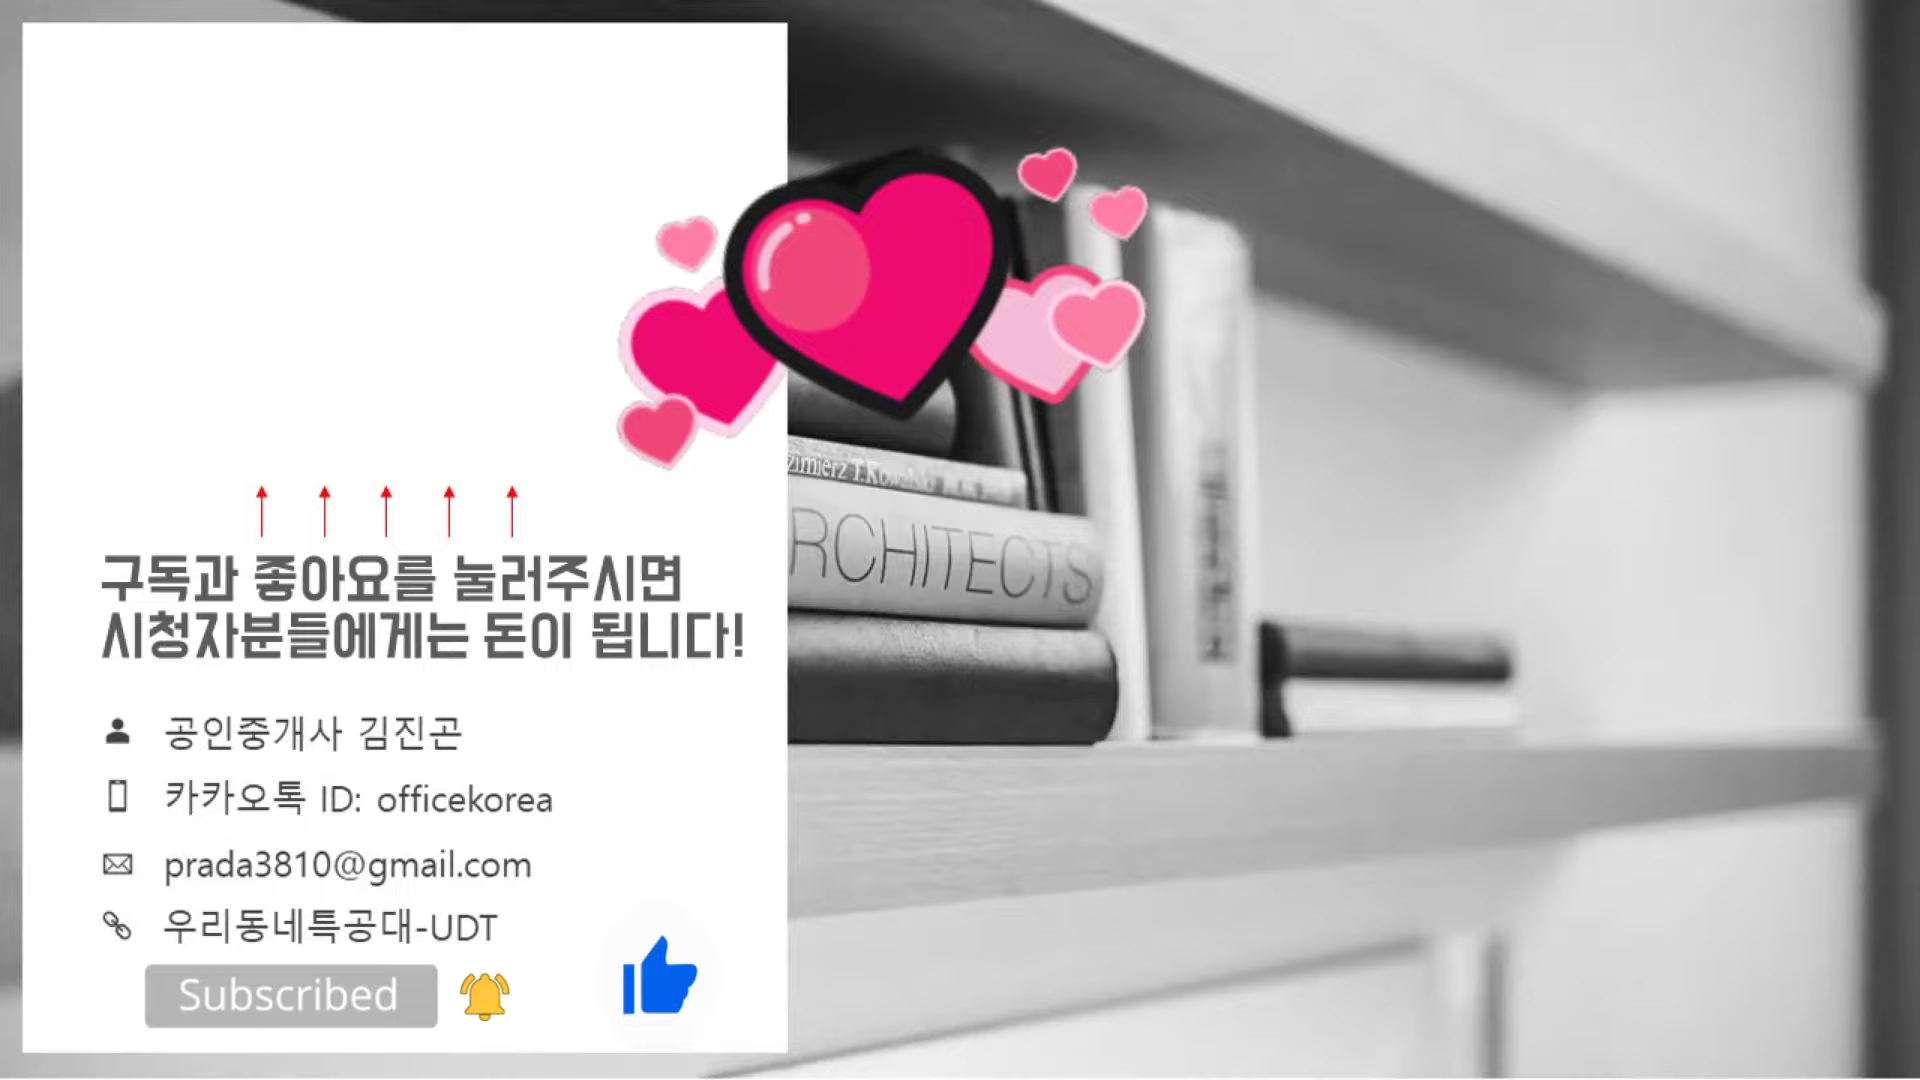 구독과 좋아요를 눌러주시면
시청자분들에게는 돈이 됩니다!
공인중개사 김진곤
카카오톡 ID: officekorea
prada3810@gmail.com
우리동네특공대-UDT
Subscribed
zimierz T.Kowalski
RCHITECTS